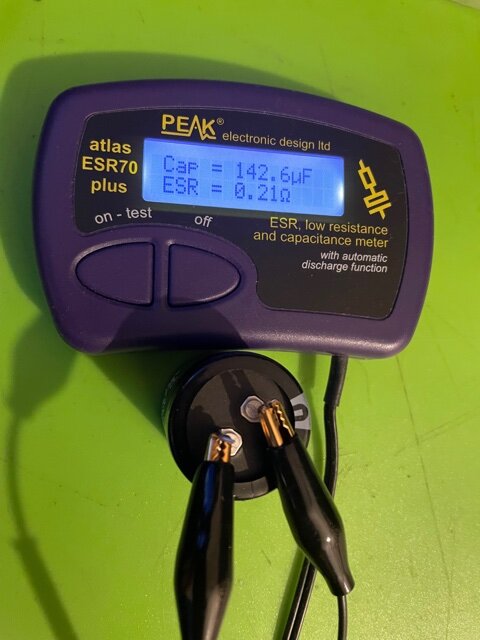 PEAK®
electronic design ltd
atlas
ESR70
plus
Cap = 142.6µF
ESR = 0.21Ω
on - test
off
ESR, low resistance
and capacitance meter
with automatic
discharge function